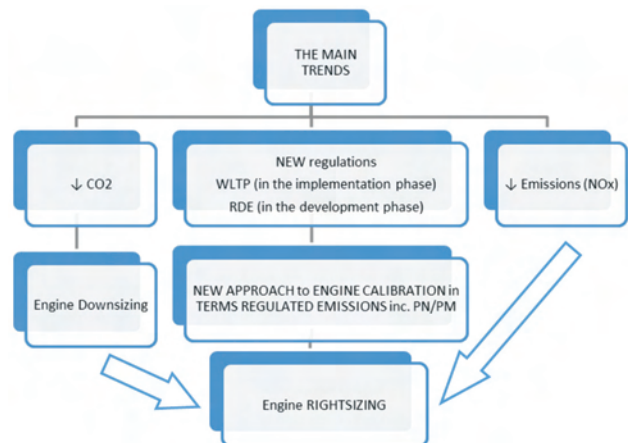 THE MAIN
TRENDS
↓ CO2
NEW regulations
WLTP (in the implementation phase)
RDE (in the development phase)
↓ Emissions (NOx)
Engine Downsizing
NEW APPROACH to ENGINE CALIBRATION in
TERMS REGULATED EMISSIONS inc. PN/PM
Engine RIGHTSIZING